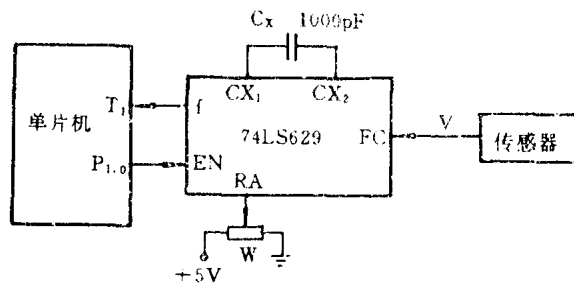 Cx 1000pF
CX₁ CX₂
单片机
T₁
f
74LS629
FC
V
传感器
P₁.₀
EN
RA
+5V
W